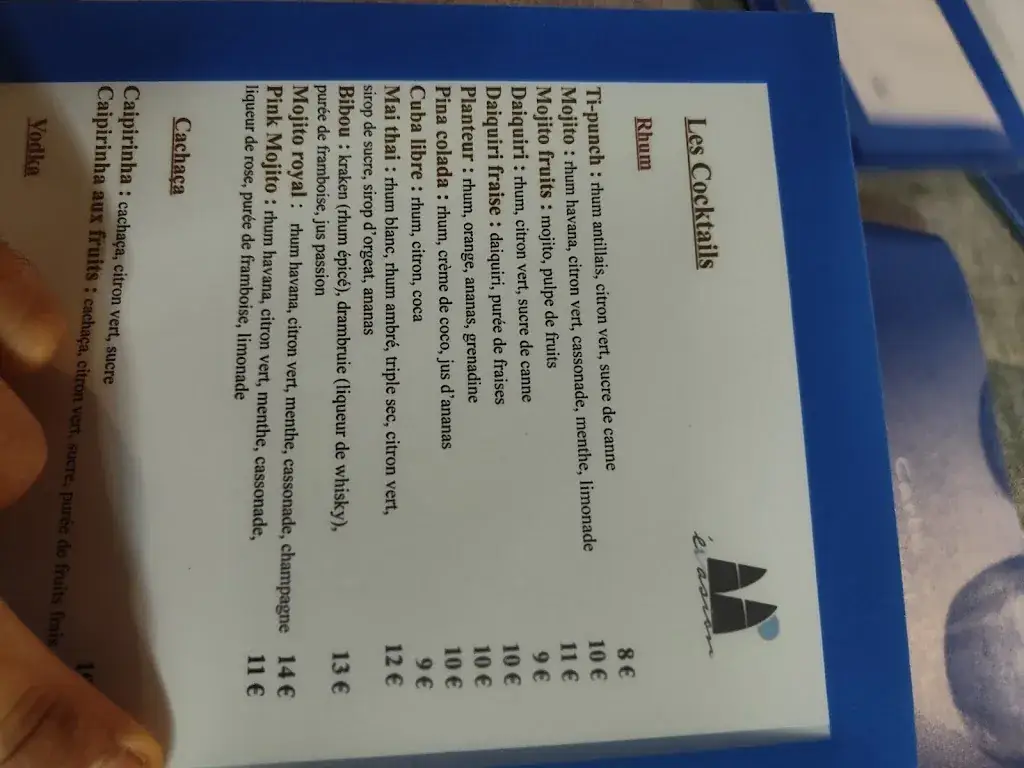 Les Cocktails
évasion
Rhum
Ti-punch : rhum antillais, citron vert, sucre de canne 8 €
Mojito : rhum havana, citron vert, cassonade, menthe, limonade 10 €
Mojito fruits : mojito, pulpe de fruits 11 €
Daiquiri : rhum, citron vert, sucre de canne 9 €
Daiquiri fraise : daiquiri, purée de fraises 10 €
Planteur : rhum, orange, ananas, grenadine 10 €
Pina colada : rhum, crème de coco, jus d'ananas 10 €
Cuba libre : rhum, citron, coca 9 €
Mai thai : rhum blanc, rhum ambré, triple sec, citron vert, 12 €
sirop de sucre, sirop d'orgeat, ananas
Bibou : kraken (rhum épicé), drambruie (liqueur de whisky), 13 €
purée de framboise, jus passion
Mojito royal : rhum havana, citron vert, menthe, cassonade, champagne 14 €
Pink Mojito : rhum havana, citron vert, menthe, cassonade, 11 €
liqueur de rose, purée de framboise, limonade
Cachaça
Caipirinha : cachaça, citron vert, sucre
Caipirinha aux fruits : cachaça, citron vert, sucre, purée de fruits frais
Vodka